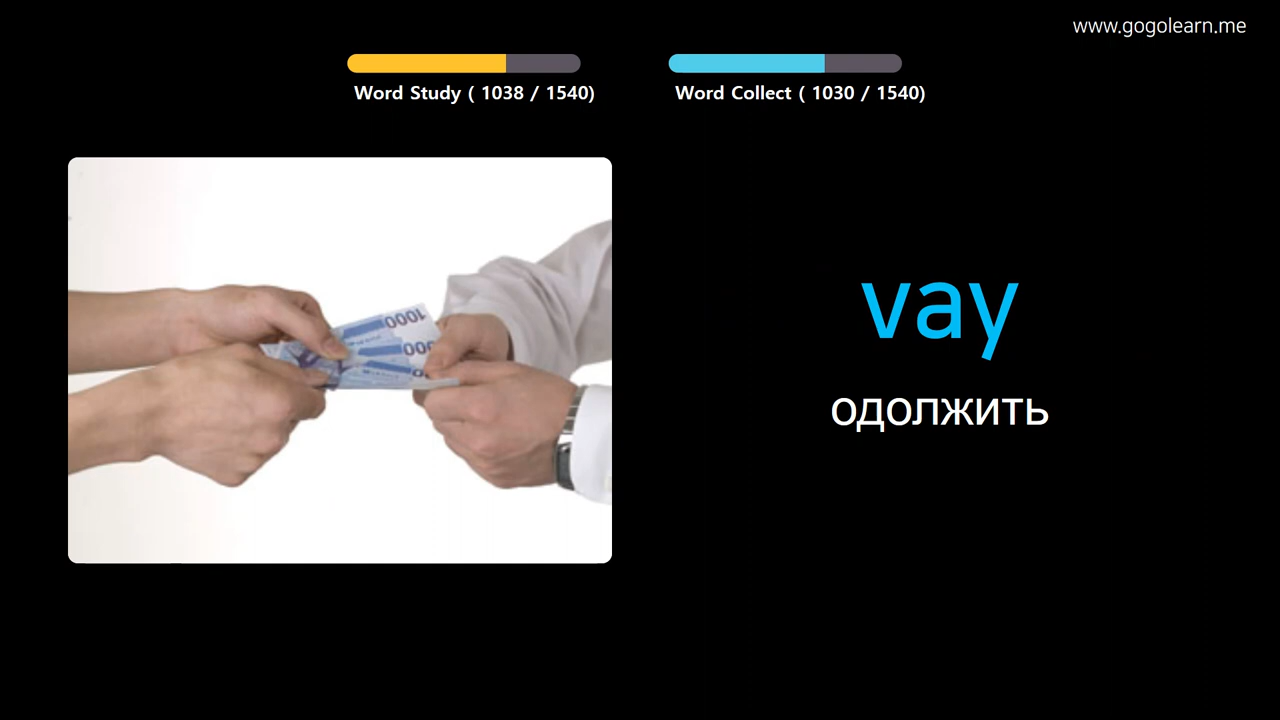 www.gogolearn.me
Word Study ( 1038 / 1540)
Word Collect ( 1030 / 1540)
1000
vay
одолжить